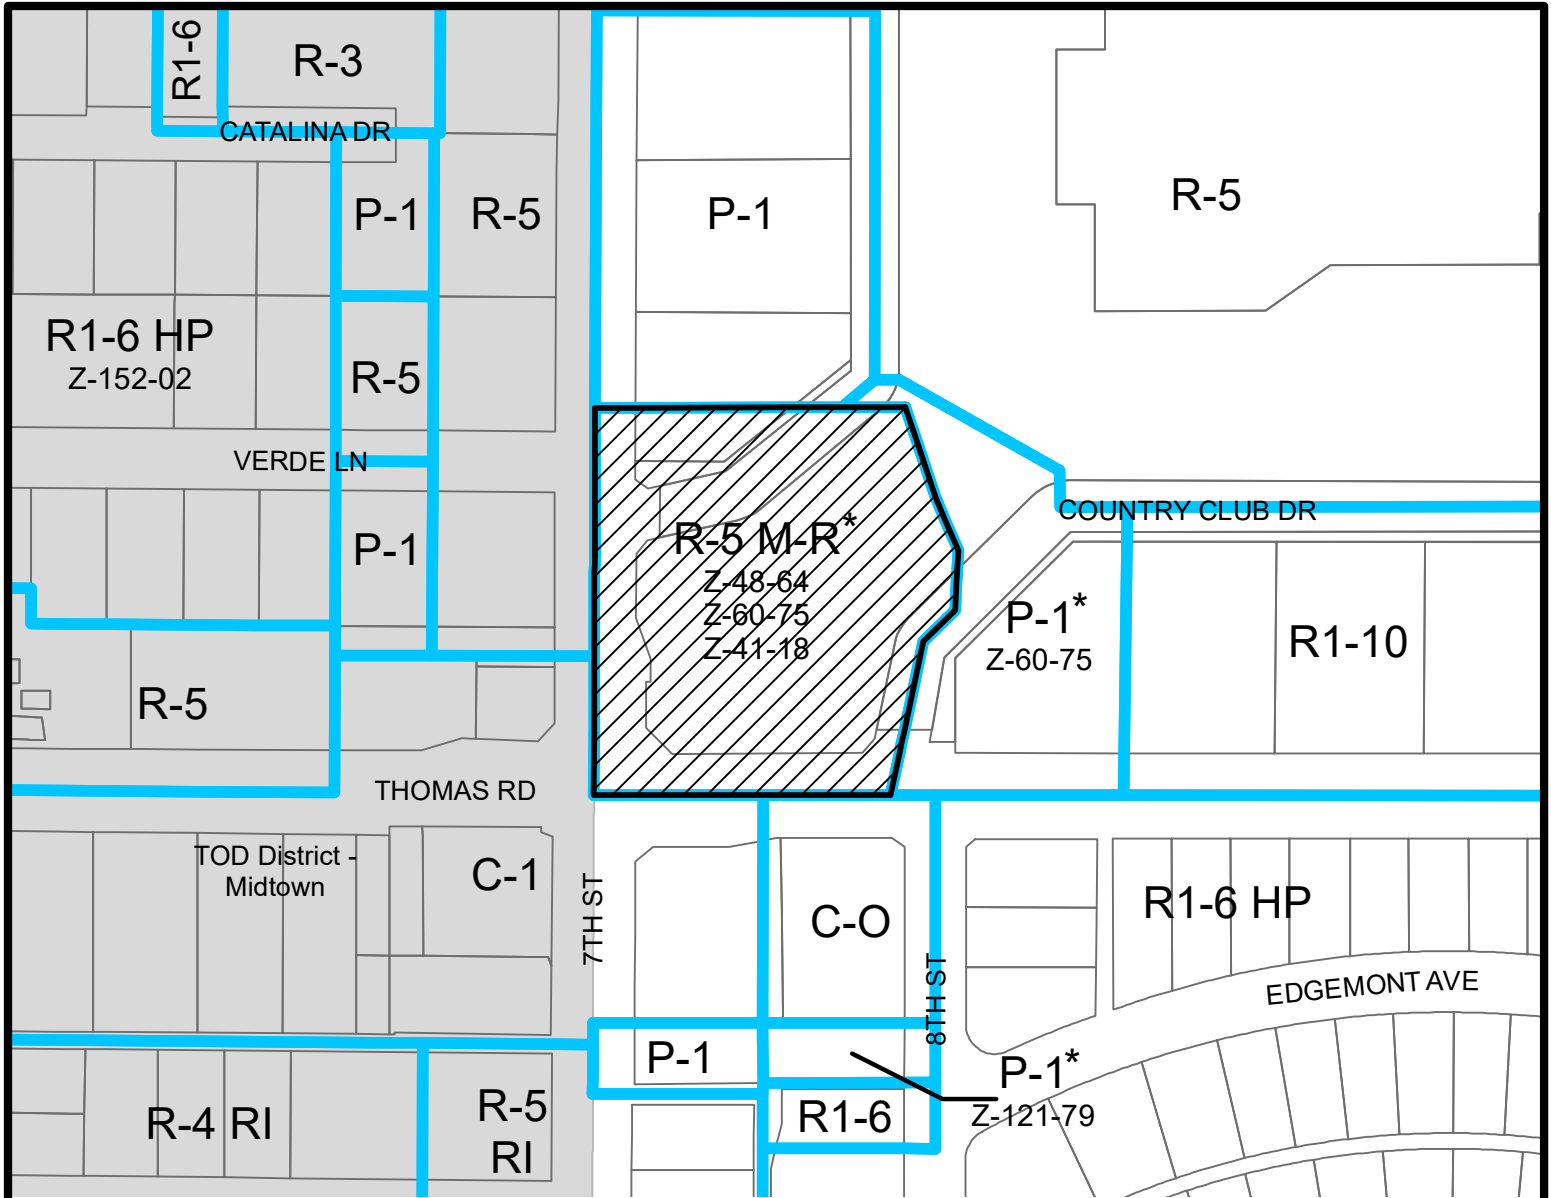 R1-6
R-3
CATALINA DR
P-1
R-5
P-1
R-5
R1-6 HP
Z-152-02
R-5
VERDE LN
P-1
R-5 M-R*
Z-48-64
Z-60-75
Z-41-18
COUNTRY CLUB DR
P-1*
Z-60-75
R1-10
R-5
THOMAS RD
TOD District -
Midtown
C-1
7TH ST
C-O
8TH ST
R1-6 HP
EDGEMONT AVE
P-1
P-1*
Z-121-79
R-4 RI
R-5
RI
R1-6